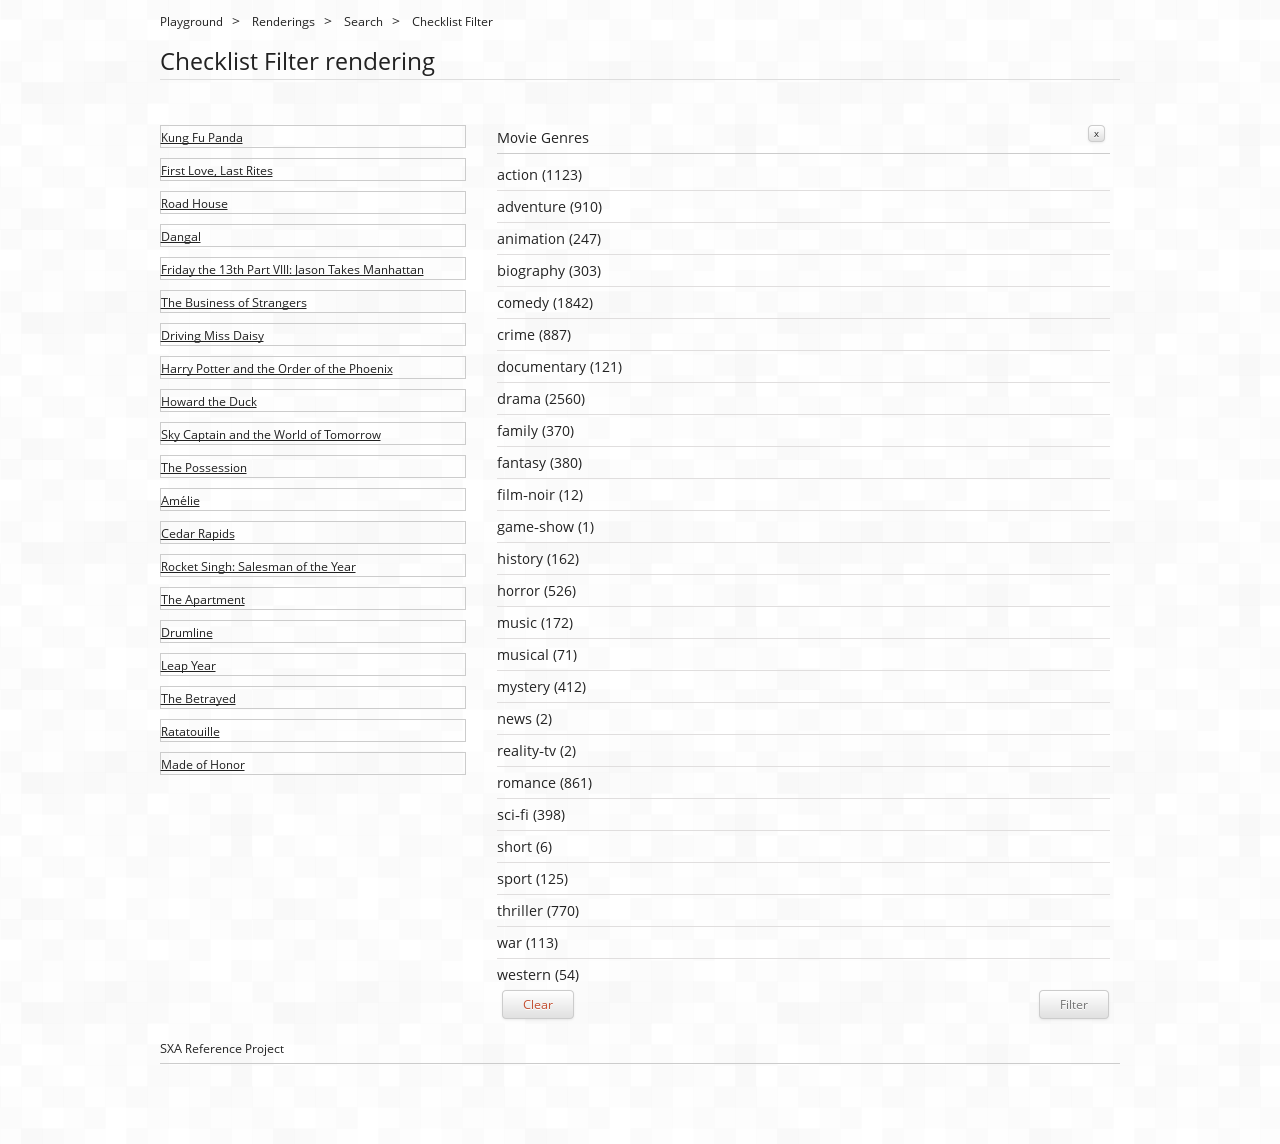 Playground > Renderings > Search > Checklist Filter
Checklist Filter rendering
Kung Fu Panda
First Love, Last Rites
Road House
Dangal
Friday the 13th Part VIII: Jason Takes Manhattan
The Business of Strangers
Driving Miss Daisy
Harry Potter and the Order of the Phoenix
Howard the Duck
Sky Captain and the World of Tomorrow
The Possession
Amélie
Cedar Rapids
Rocket Singh: Salesman of the Year
The Apartment
Drumline
Leap Year
The Betrayed
Ratatouille
Made of Honor
Movie Genres x
action (1123)
adventure (910)
animation (247)
biography (303)
comedy (1842)
crime (887)
documentary (121)
drama (2560)
family (370)
fantasy (380)
film-noir (12)
game-show (1)
history (162)
horror (526)
music (172)
musical (71)
mystery (412)
news (2)
reality-tv (2)
romance (861)
sci-fi (398)
short (6)
sport (125)
thriller (770)
war (113)
western (54)
Clear Filter
SXA Reference Project